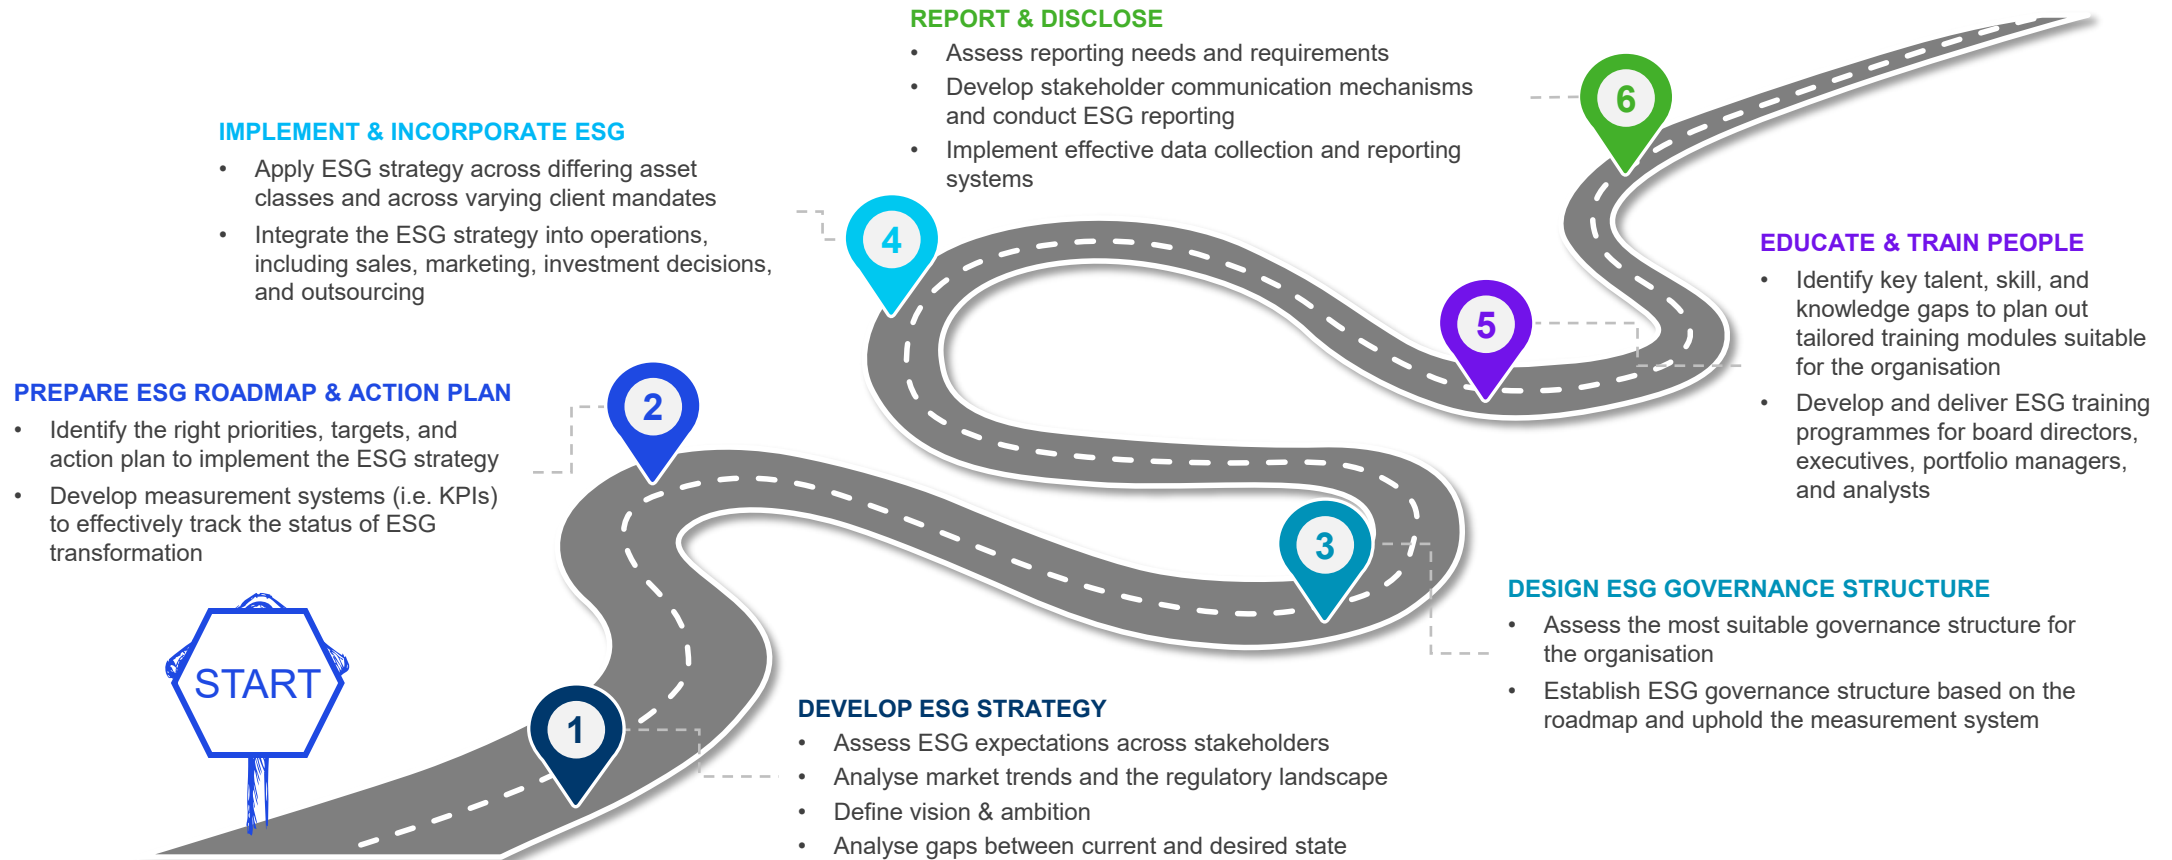 REPORT & DISCLOSE
• Assess reporting needs and requirements
• Develop stakeholder communication mechanisms
and conduct ESG reporting
• Implement effective data collection and reporting
systems
6
IMPLEMENT & INCORPORATE ESG
• Apply ESG strategy across differing asset
classes and across varying client mandates
• Integrate the ESG strategy into operations,
including sales, marketing, investment decisions,
and outsourcing
4
EDUCATE & TRAIN PEOPLE
• Identify key talent, skill, and
knowledge gaps to plan out
tailored training modules suitable
for the organisation
• Develop and deliver ESG training
programmes for board directors,
executives, portfolio managers,
and analysts
5
PREPARE ESG ROADMAP & ACTION PLAN
• Identify the right priorities, targets, and
action plan to implement the ESG strategy
• Develop measurement systems (i.e. KPIs)
to effectively track the status of ESG
transformation
2
3
DESIGN ESG GOVERNANCE STRUCTURE
• Assess the most suitable governance structure for
the organisation
• Establish ESG governance structure based on the
roadmap and uphold the measurement system
START
1
DEVELOP ESG STRATEGY
• Assess ESG expectations across stakeholders
• Analyse market trends and the regulatory landscape
• Define vision & ambition
• Analyse gaps between current and desired state